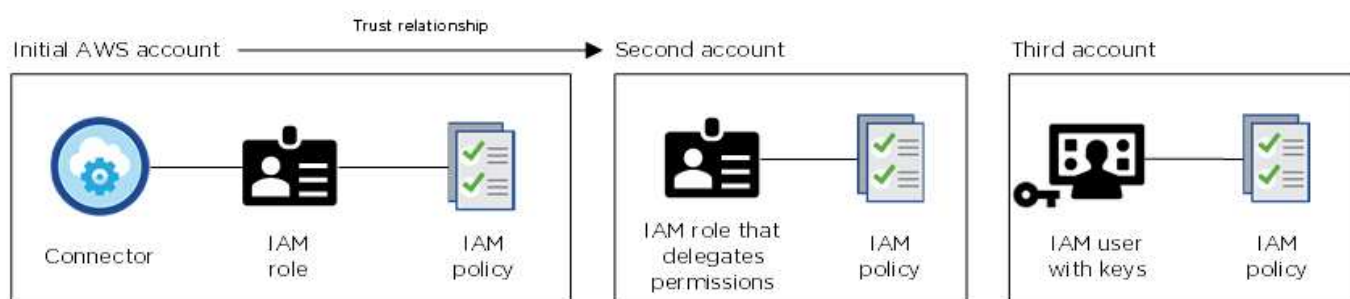 Trust relationship
Initial AWS account
Second account
Third account
Connector
IAM
role
IAM
policy
IAM role that
delegates
permissions
IAM
policy
IAM user
with keys
IAM
policy